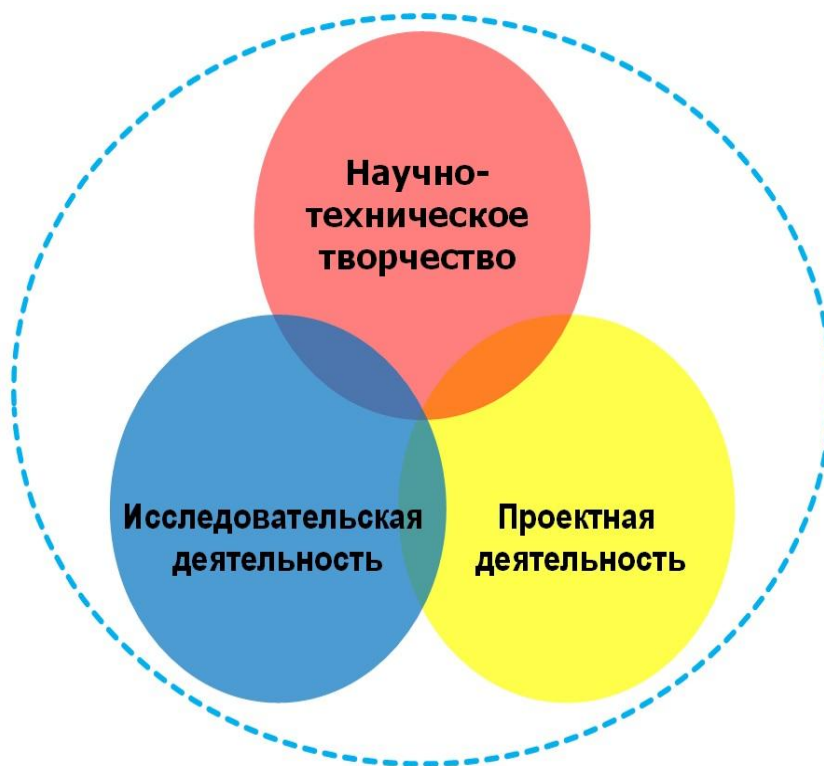 Научно-
техническое
творчество
Исследовательская
деятельность
Проектная
деятельность